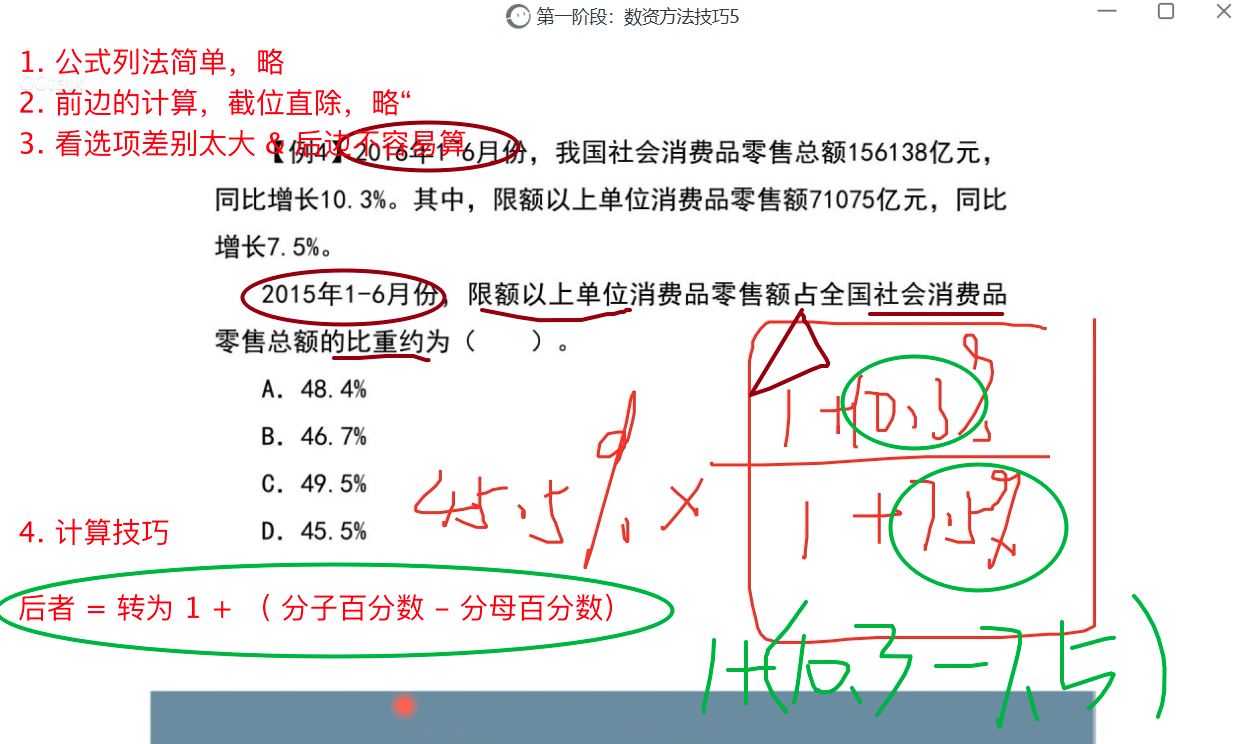 第一阶段：数资方法技巧5
1. 公式列法简单，略
2. 前边的计算，截位直除，略“
3. 看选项差别太大 & 后边不容易算
【例4】2016年1-6月份，我国社会消费品零售总额156138亿元，
同比增长10.3%。其中，限额以上单位消费品零售额71075亿元，同比
增长7.5%。
2015年1-6月份，限额以上单位消费品零售额占全国社会消费品
零售总额的比重约为（ ）。
A. 48.4%
B. 46.7%
C. 49.5%
D. 45.5%
1+10.3%
45.5% ×
1+7.5%
4. 计算技巧
后者 = 转为 1 + （ 分子百分数 - 分母百分数）
1+(10.3-7.5)